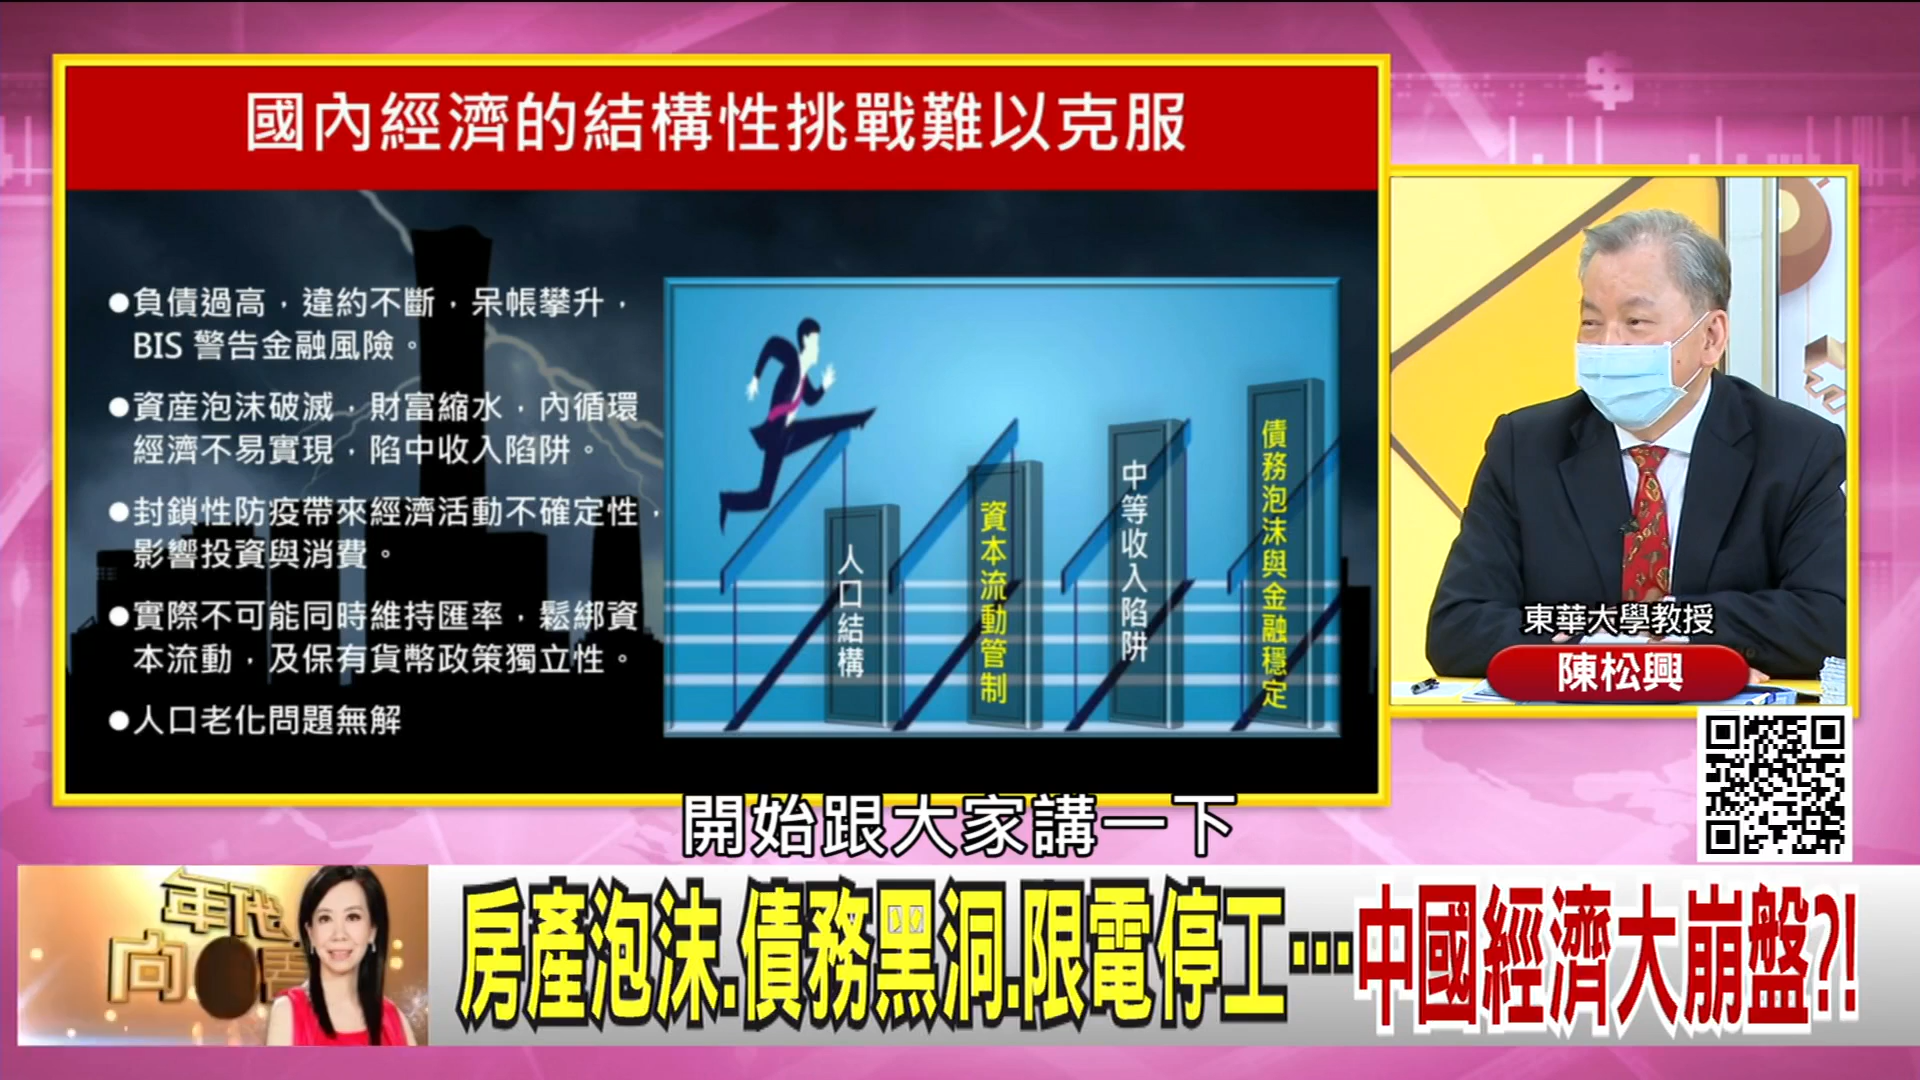 國內經濟的結構性挑戰難以克服
●負債過高，違約不斷，呆帳攀升，
BIS 警告金融風險。
●資產泡沫破滅，財富縮水，內循環
經濟不易實現，陷中收入陷阱。
●封鎖性防疫帶來經濟活動不確定性，
影響投資與消費。
●實際不可能同時維持匯率，鬆綁資
本流動，及保有貨幣政策獨立性。
●人口老化問題無解
人口結構
資本流動管制
中等收入陷阱
債務泡沫與金融穩定
東華大學教授
陳松興
開始跟大家講一下
年代
向
房產泡沫.債務黑洞.限電停工…中國經濟大崩盤?!